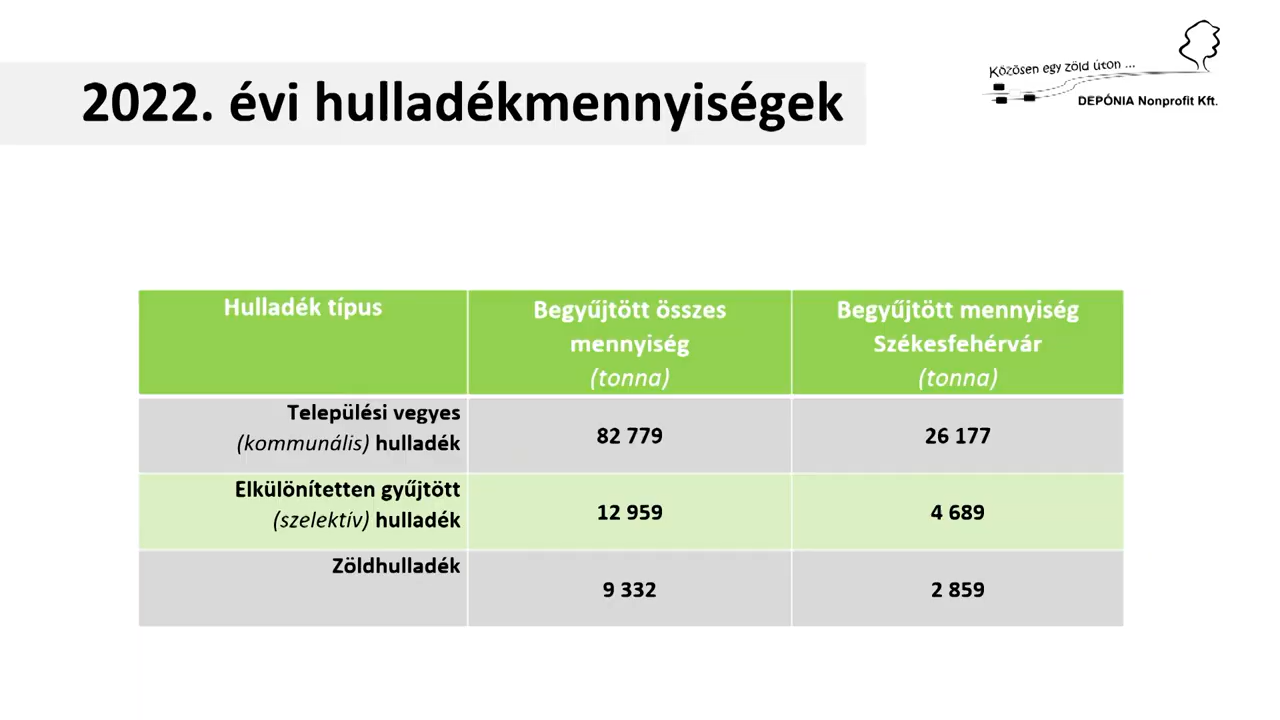 2022. évi hulladékmennyiségek
Közösen egy zöld úton ...
DEPÓNIA Nonprofit Kft.
Hulladék típus
Begyűjtött összes
mennyiség
(tonna)
Begyűjtött mennyiség
Székesfehérvár
(tonna)
Települési vegyes
(kommunális) hulladék
82 779
26 177
Elkülönítetten gyűjtött
(szelektív) hulladék
12 959
4 689
Zöldhulladék
9 332
2 859